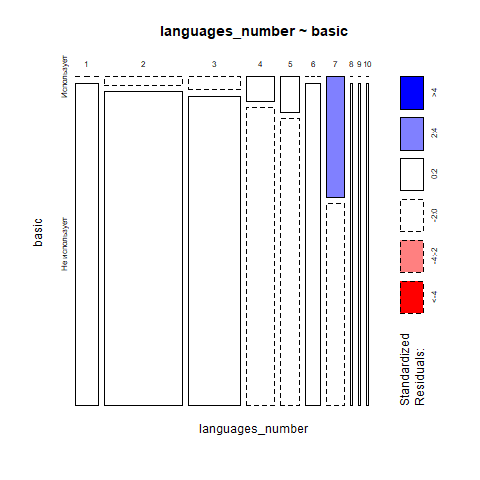 languages_number ~ basic
1 2 3 4 5 6 7 8 9 10
Использует
Не использует
basic
languages_number
>4
2:4
0:2
-2:0
-4:-2
<-4
Standardized
Residuals: